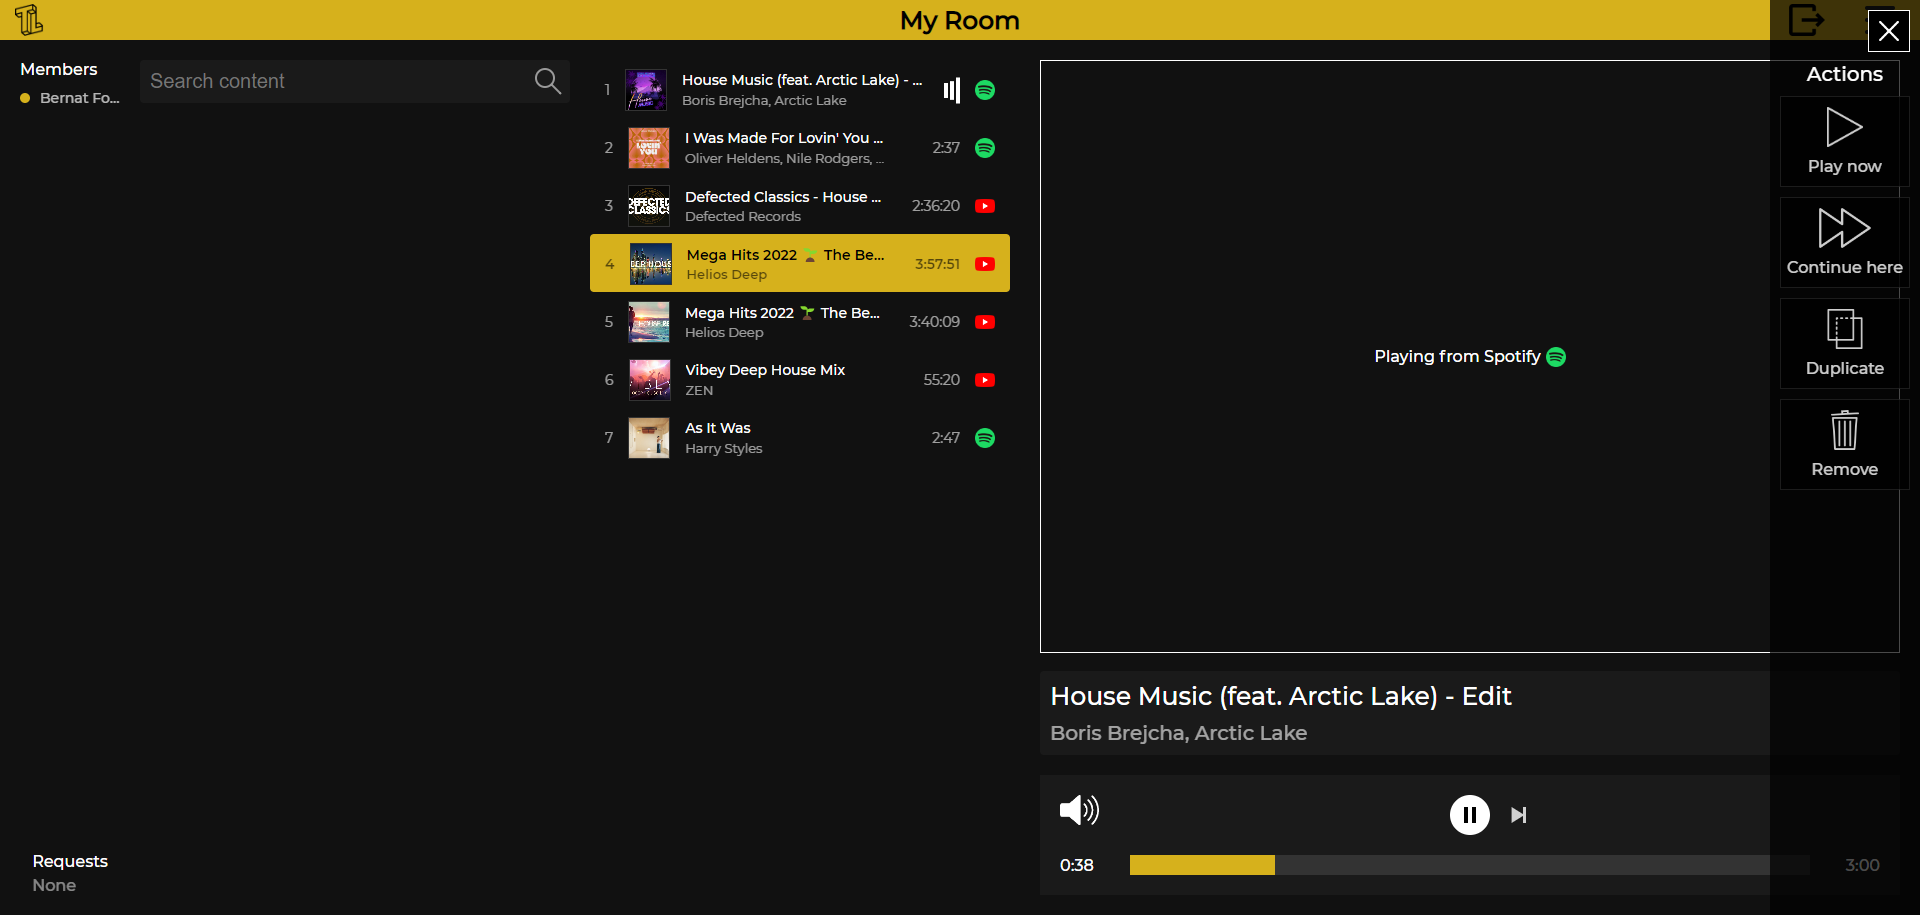 TL
My Room
Members
Bernat Fo...
Search content
1
House Music (feat. Arctic Lake) - ...
Boris Brejcha, Arctic Lake
2
I Was Made For Lovin' You ...
Oliver Heldens, Nile Rodgers, ...
2:37
3
Defected Classics - House ...
Defected Records
2:36:20
DEFECTED
CLASSICS
4
Mega Hits 2022 🌱 The Be...
Helios Deep
3:57:51
5
Mega Hits 2022 🌱 The Be...
Helios Deep
3:40:09
6
Vibey Deep House Mix
ZEN
55:20
7
As It Was
Harry Styles
2:47
Playing from Spotify
Actions
Play now
Continue here
Duplicate
Remove
House Music (feat. Arctic Lake) - Edit
Boris Brejcha, Arctic Lake
0:38
3:00
Requests
None
LOVIN'
YOU